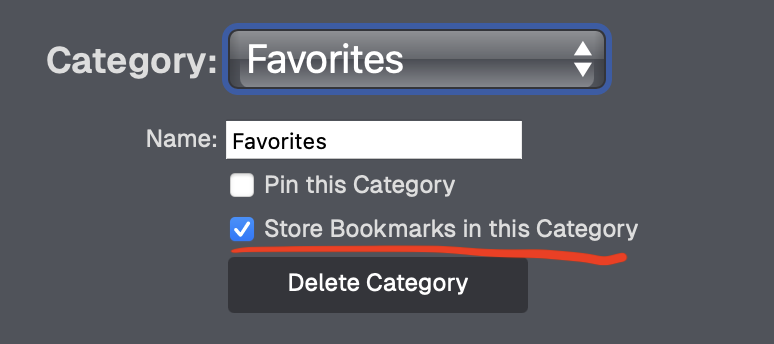 Category: Favorites
Name: Favorites
Pin this Category
Store Bookmarks in this Category
Delete Category